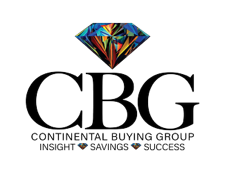 CBG
CONTINENTAL BUYING GROUP
INSIGHT SAVINGS SUCCESS